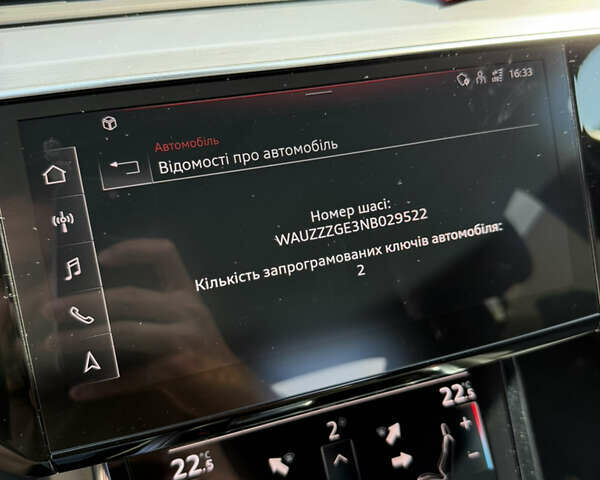 16:33
Автомобіль
Відомості про автомобіль
Номер шасі:
WAUZZZGE3NB029522
Кількість запрограмованих ключів автомобіля:
2
22.5 °C
2
22.5 °C